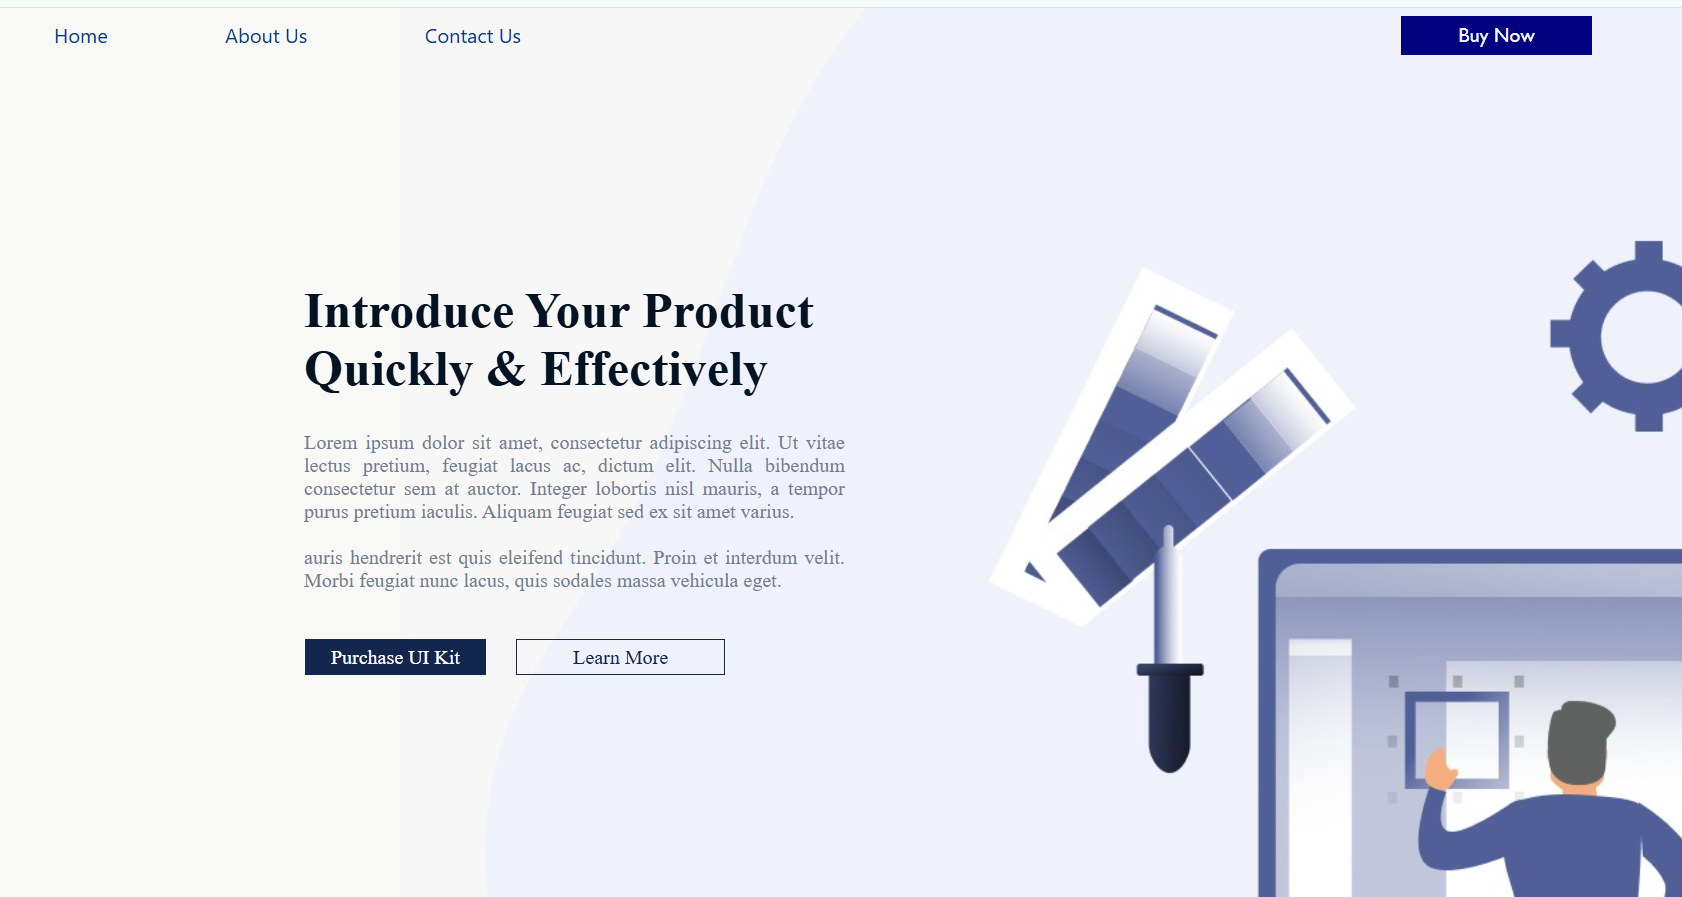 Home
About Us
Contact Us
Buy Now
Introduce Your Product
Quickly & Effectively
Lorem ipsum dolor sit amet, consectetur adipiscing elit. Ut vitae
lectus pretium, feugiat lacus ac, dictum elit. Nulla bibendum
consectetur sem at auctor. Integer lobortis nisl mauris, a tempor
purus pretium iaculis. Aliquam feugiat sed ex sit amet varius.
auris hendrerit est quis eleifend tincidunt. Proin et interdum velit.
Morbi feugiat nunc lacus, quis sodales massa vehicula eget.
Purchase UI Kit
Learn More